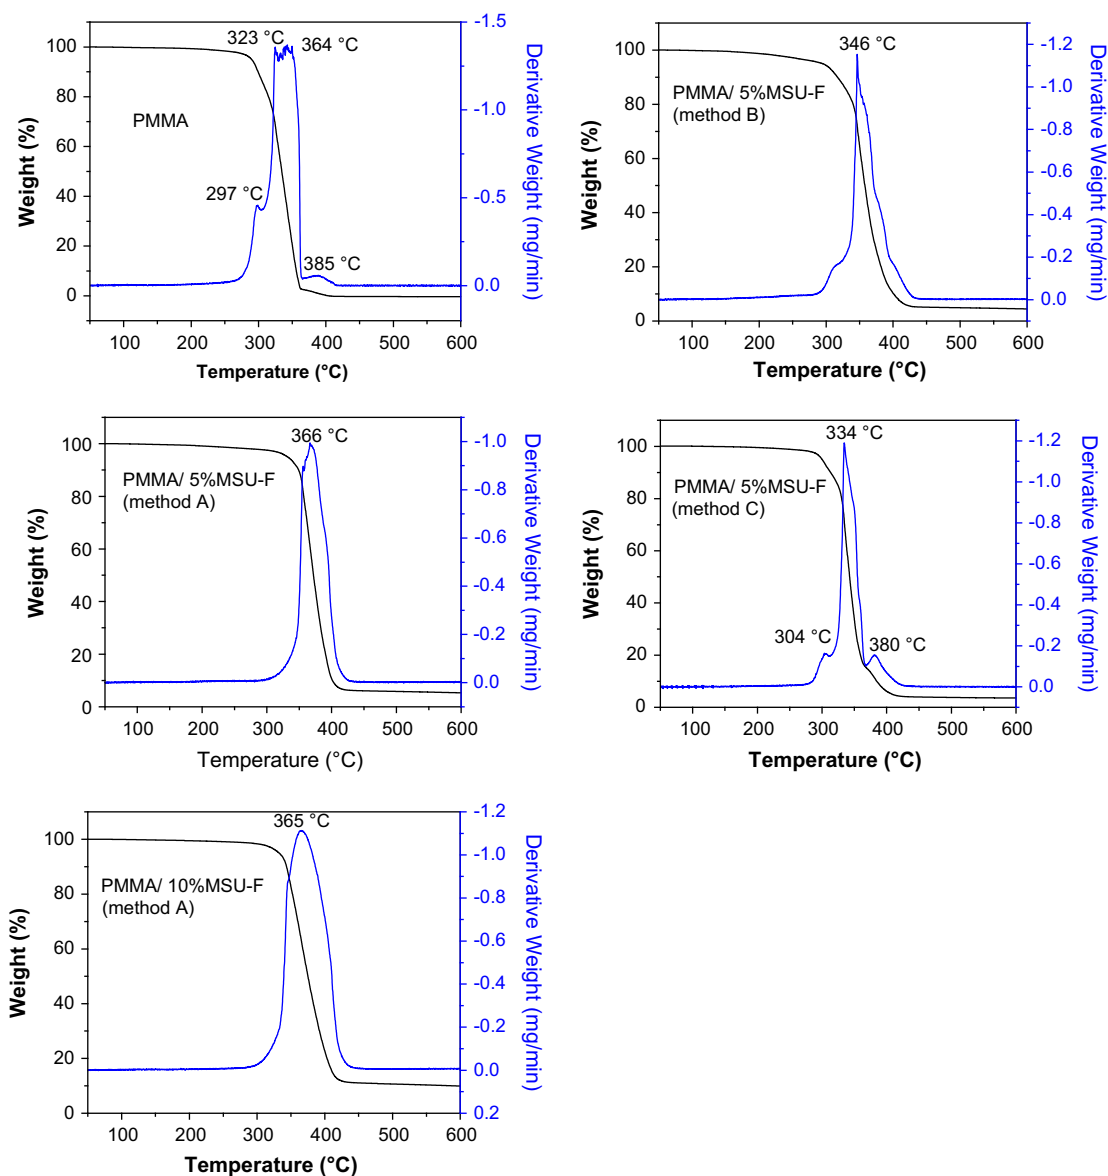 323 °C
364 °C
PMMA
297 °C
385 °C
100
80
60
40
20
0
Weight (%)
-1.5
-1.0
-0.5
0.0
Derivative Weight (mg/min)
100 200 300 400 500 600
Temperature (°C)
346 °C
PMMA/ 5%MSU-F
(method B)
100
80
60
40
20
0
Weight (%)
-1.2
-1.0
-0.8
-0.6
-0.4
-0.2
0.0
Derivative Weight (mg/min)
100 200 300 400 500 600
Temperature (°C)
366 °C
PMMA/ 5%MSU-F
(method A)
100
80
60
40
20
0
Weight (%)
-1.0
-0.8
-0.6
-0.4
-0.2
0.0
Derivative Weight (mg/min)
100 200 300 400 500 600
Temperature (°C)
334 °C
PMMA/ 5%MSU-F
(method C)
304 °C
380 °C
100
80
60
40
20
0
Weight (%)
-1.2
-1.0
-0.8
-0.6
-0.4
-0.2
0.0
Derivative Weight (mg/min)
100 200 300 400 500 600
Temperature (°C)
365 °C
PMMA/ 10%MSU-F
(method A)
100
80
60
40
20
0
Weight (%)
-1.2
-1.0
-0.8
-0.6
-0.4
-0.2
0.0
0.2
Derivative Weight (mg/min)
100 200 300 400 500 600
Temperature (°C)